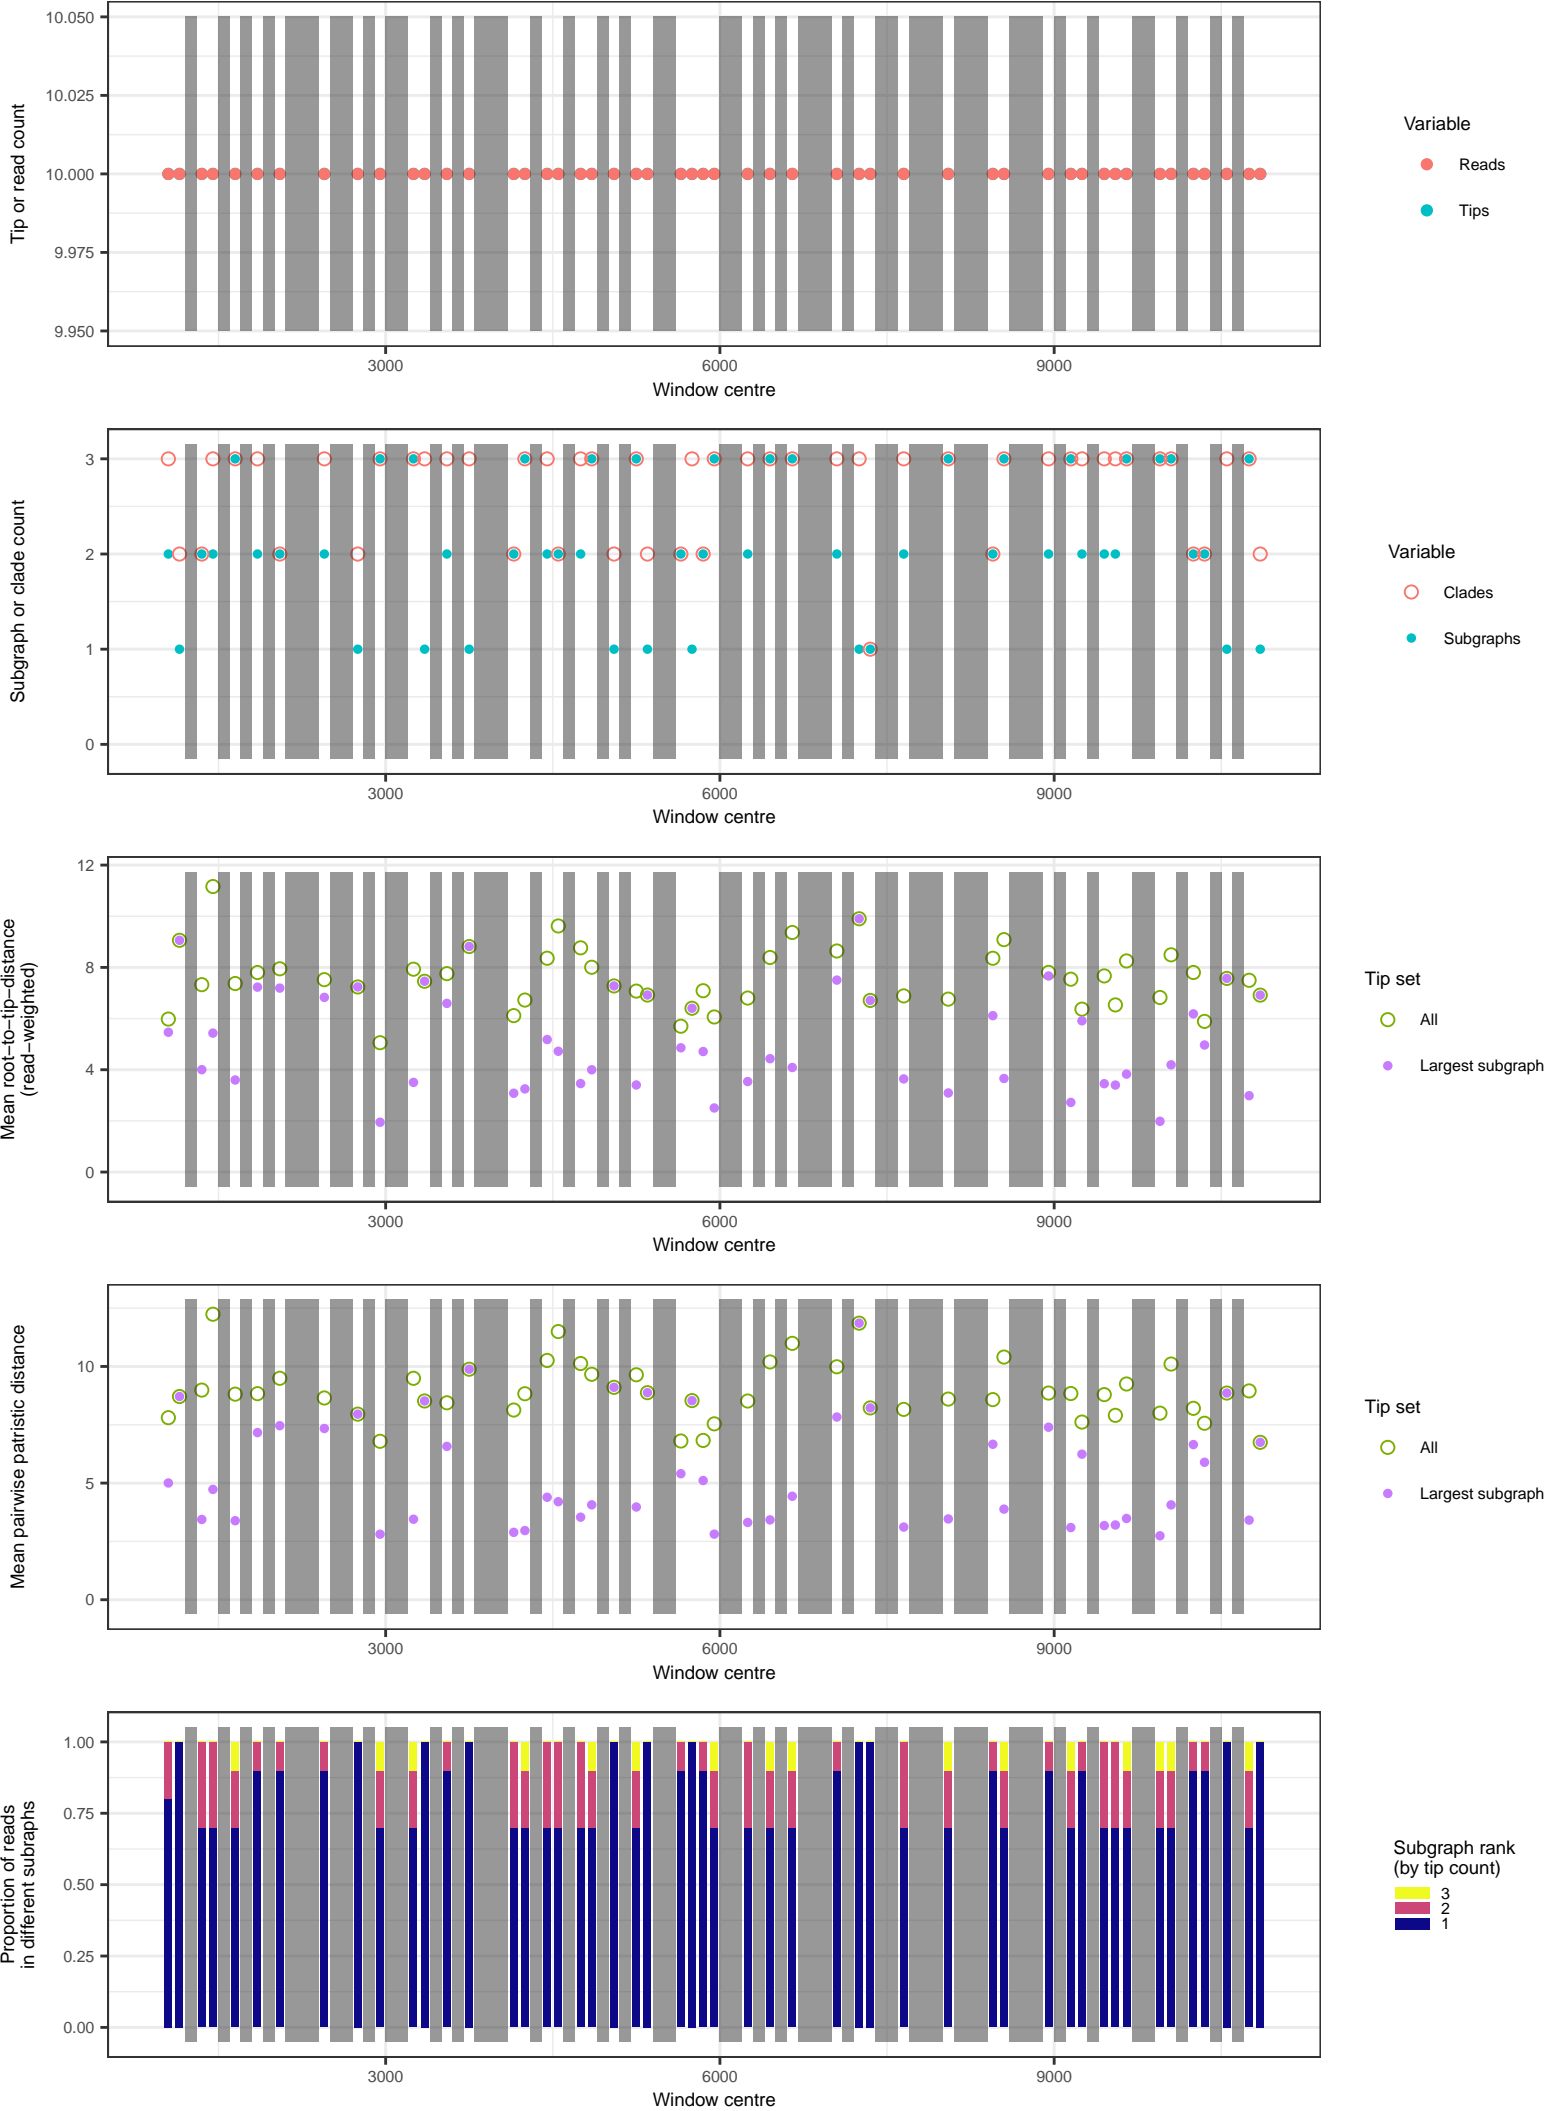 10.050
10.025
10.000
9.975
9.950
Tip or read count
3000 6000 9000
Window centre
Variable
Reads
Tips
3
2
1
0
Subgraph or clade count
3000 6000 9000
Window centre
Variable
Clades
Subgraphs
12
8
4
0
Mean root−to−tip−distance
(read−weighted)
3000 6000 9000
Window centre
Tip set
All
Largest subgraph
10
5
0
Mean pairwise patristic distance
3000 6000 9000
Window centre
Tip set
All
Largest subgraph
1.00
0.75
0.50
0.25
0.00
Proportion of reads
in different subraphs
3000 6000 9000
Window centre
Subgraph rank
(by tip count)
3
2
1